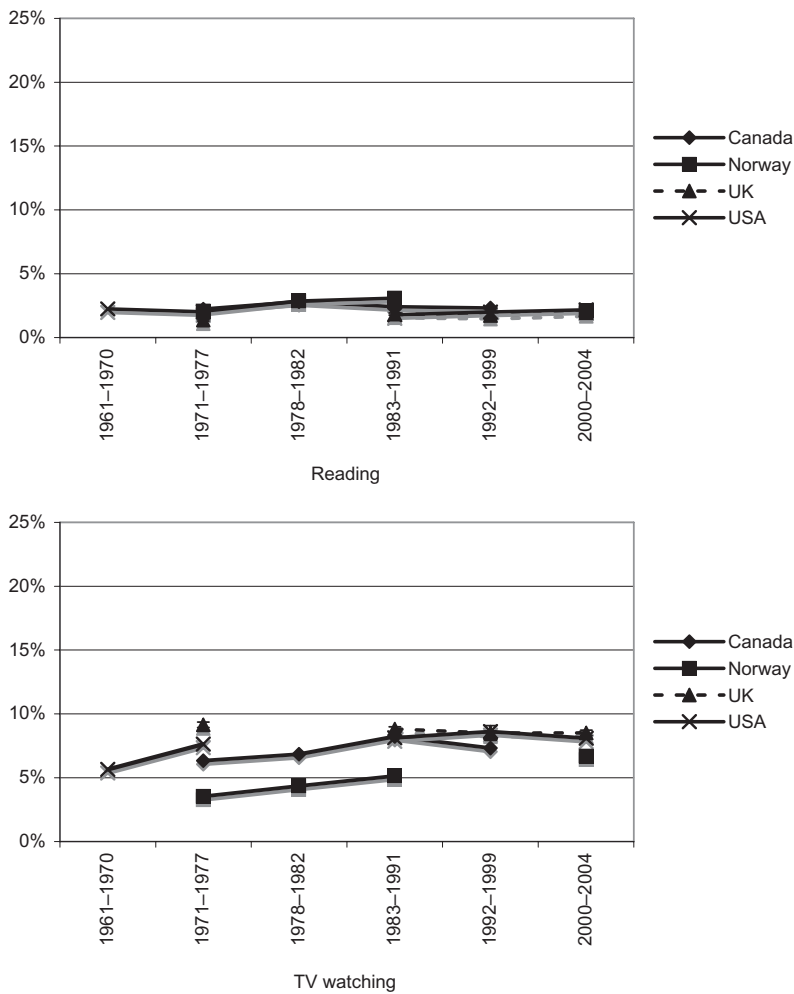 25%
20%
15%
10%
5%
0%
Canada
Norway
UK
USA
1961–1970
1971–1977
1978–1982
1983–1991
1992–1999
2000–2004
Reading
25%
20%
15%
10%
5%
0%
Canada
Norway
UK
USA
1961–1970
1971–1977
1978–1982
1983–1991
1992–1999
2000–2004
TV watching